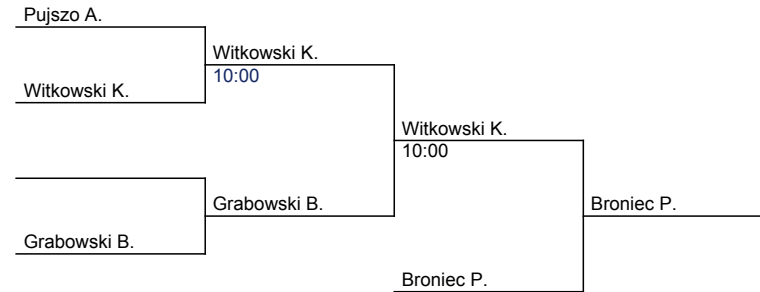 Pujszo A.
Witkowski K.
10:00
Witkowski K.
Witkowski K.
10:00
Grabowski B.
Broniec P.
Grabowski B.
Broniec P.